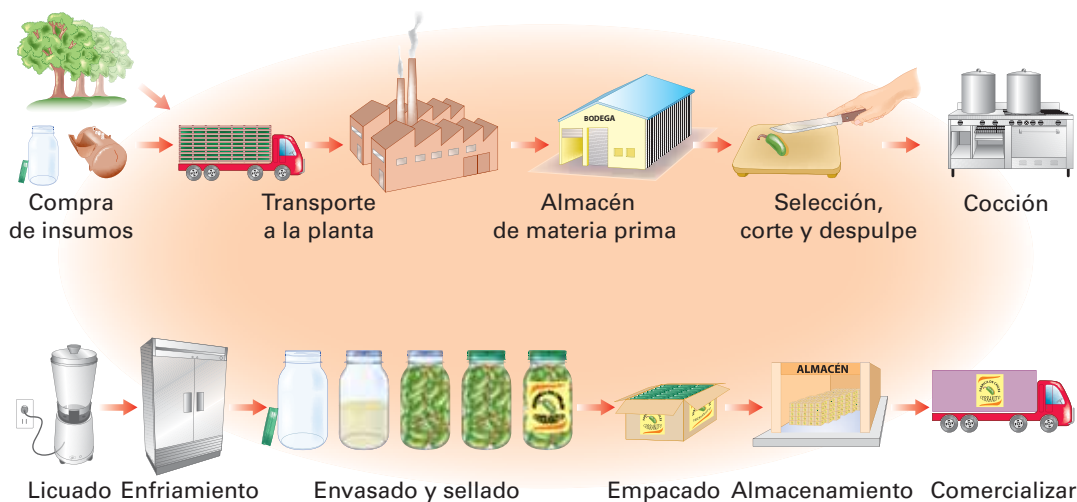 BODEGA
Compra
de insumos
Transporte
a la planta
Almacén
de materia prima
Selección,
corte y despulpe
Cocción
ALMACÉN
Licuado
Enfriamiento
Envasado y sellado
Empacado
Almacenamiento
Comercializar